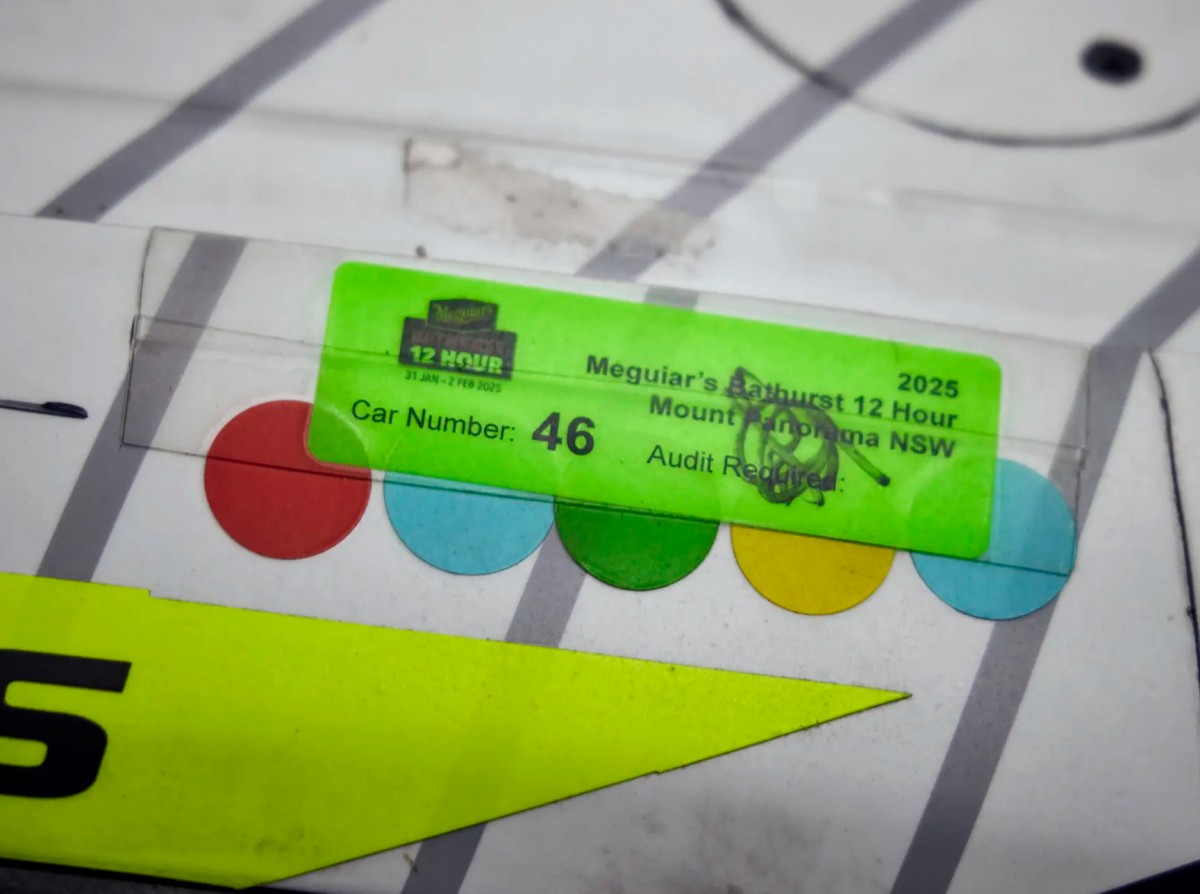 Meguiar's
BATHURST
12 HOUR
31 JAN - 2 FEB 2025
2025
Meguiar's Bathurst 12 Hour
Mount Panorama NSW
Car Number: 46
Audit Required:
S